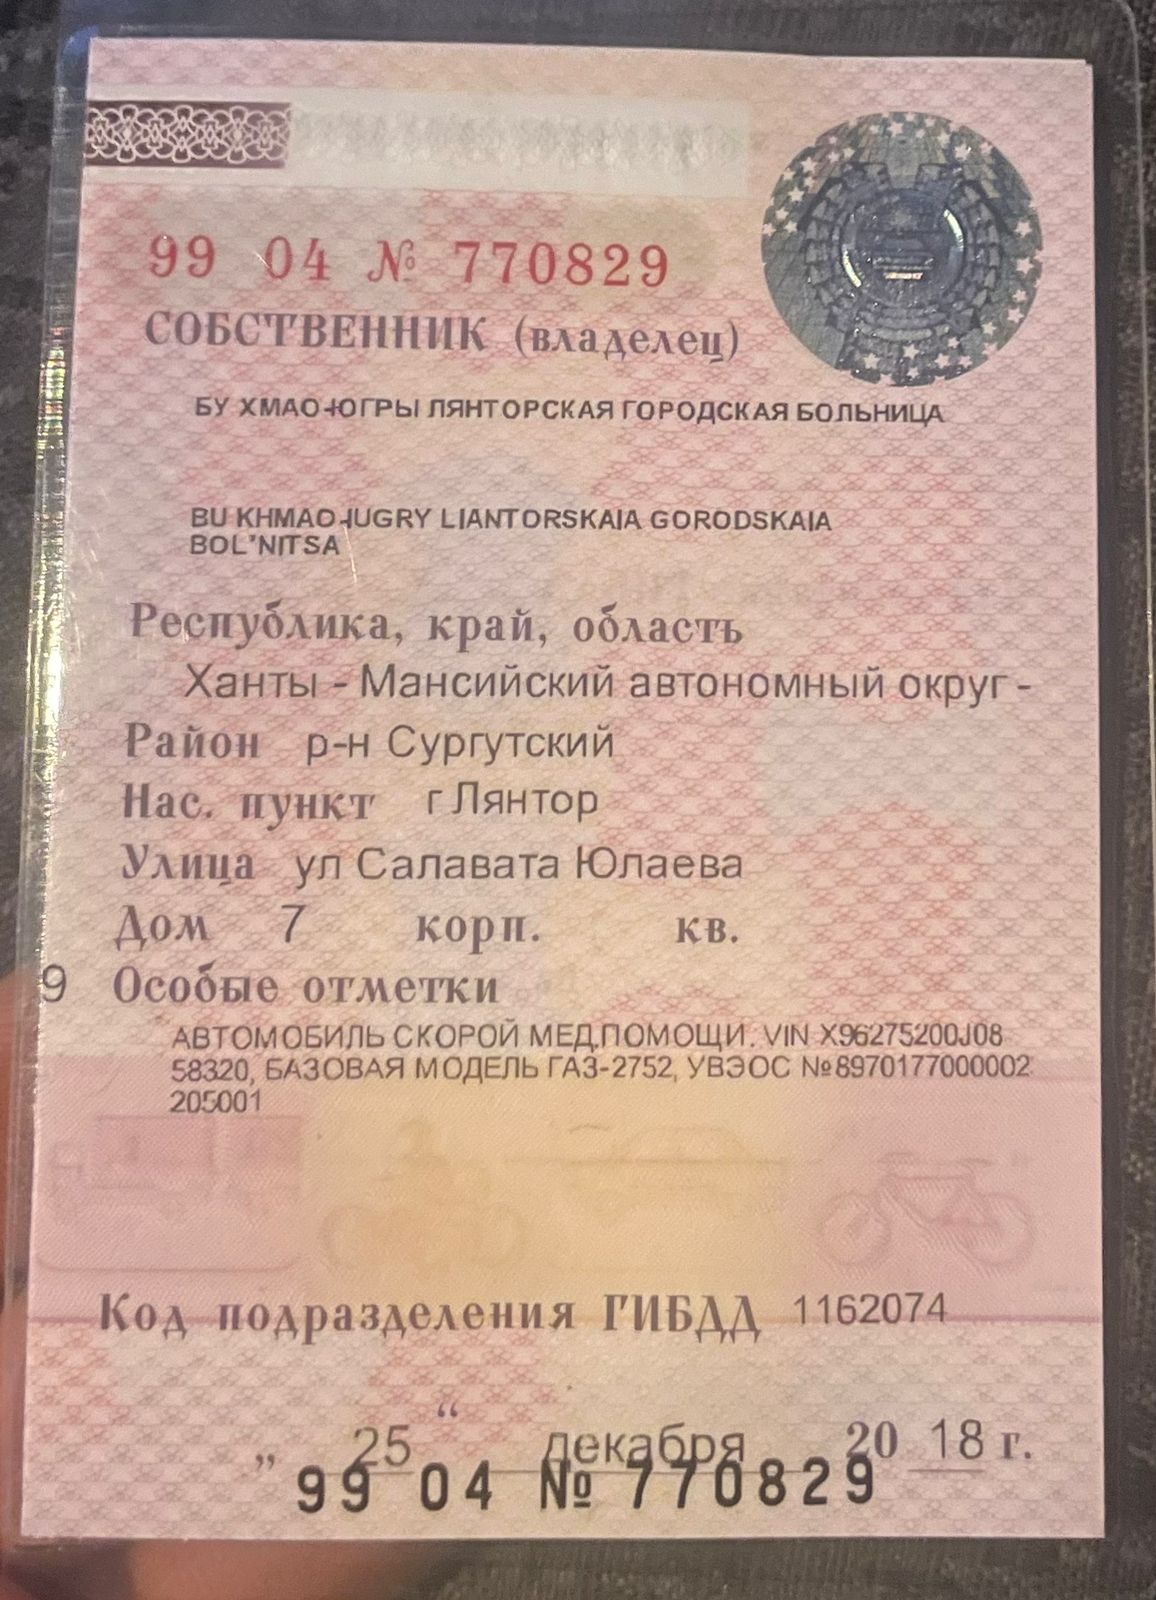 99 04 № 770829
СОБСТВЕННИК (владелец)
БУ ХМАО-ЮГРЫ ЛЯНТОРСКАЯ ГОРОДСКАЯ БОЛЬНИЦА
BU KHMAO-IUGRY LIANTORSKAIA GORODSKAIA
BOL'NITSA
Республика, край, область
Ханты - Мансийский автономный округ -
Район р-н Сургутский
Нас. пункт г Лянтор
Улица ул Салавата Юлаева
Дом 7 корп. кв.
9 Особые отметки
АВТОМОБИЛЬ СКОРОЙ МЕД.ПОМОЩИ. VIN X96275200J08
58320, БАЗОВАЯ МОДЕЛЬ ГАЗ-2752, УВЭОС №8970177000002
205001
Код подразделения ГИБДД 1162074
„ 25 “ декабря 20 18 г.
99 04 № 770829